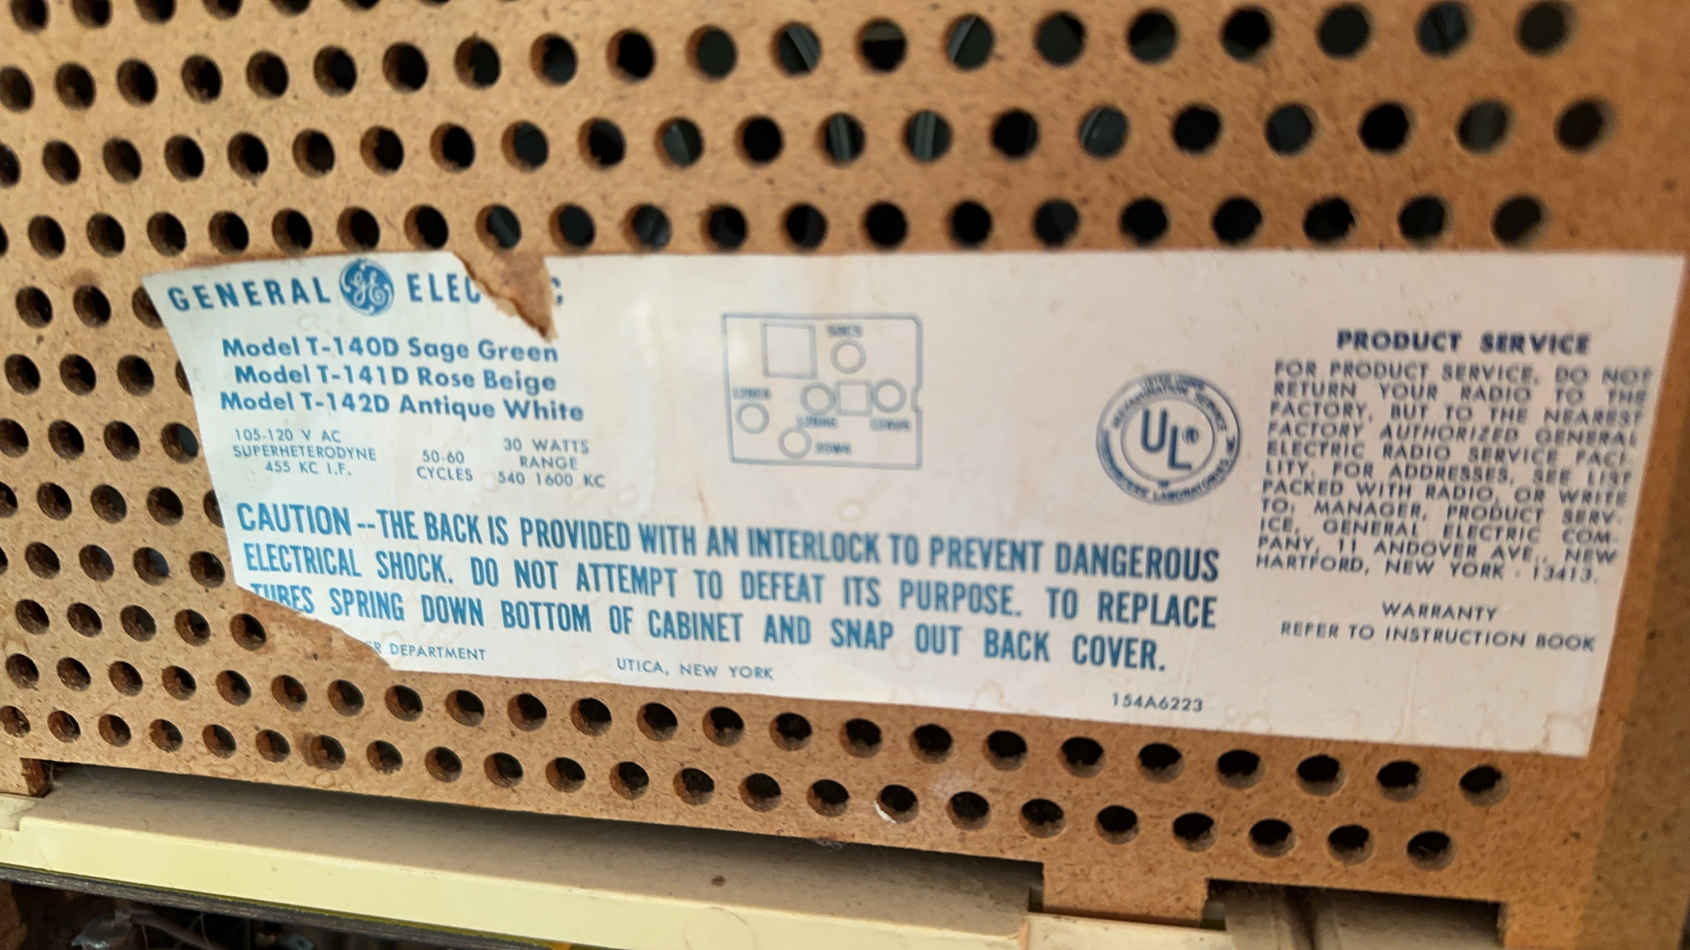 GENERAL GE ELEC C
Model T-140D Sage Green
Model T-141D Rose Beige
Model T-142D Antique White
105-120 V AC
SUPERHETERODYNE
455 KC I.F.
50-60
CYCLES
30 WATTS
RANGE
540 1600 KC
CAUTION--THE BACK IS PROVIDED WITH AN INTERLOCK TO PREVENT DANGEROUS
ELECTRICAL SHOCK. DO NOT ATTEMPT TO DEFEAT ITS PURPOSE. TO REPLACE
TUBES SPRING DOWN BOTTOM OF CABINET AND SNAP OUT BACK COVER.
R DEPARTMENT
UTICA, NEW YORK
154A6223
UL®
PRODUCT SERVICE
FOR PRODUCT SERVICE, DO NOT
RETURN YOUR RADIO TO THE
FACTORY, BUT TO THE NEAREST
FACTORY AUTHORIZED GENERAL
ELECTRIC RADIO SERVICE FACI-
LITY. FOR ADDRESSES, SEE LIST
PACKED WITH RADIO, OR WRITE
TO: MANAGER, PRODUCT SERV-
ICE, GENERAL ELECTRIC COM-
PANY, 11 ANDOVER AVE., NEW
HARTFORD, NEW YORK - 13413.
WARRANTY
REFER TO INSTRUCTION BOOK